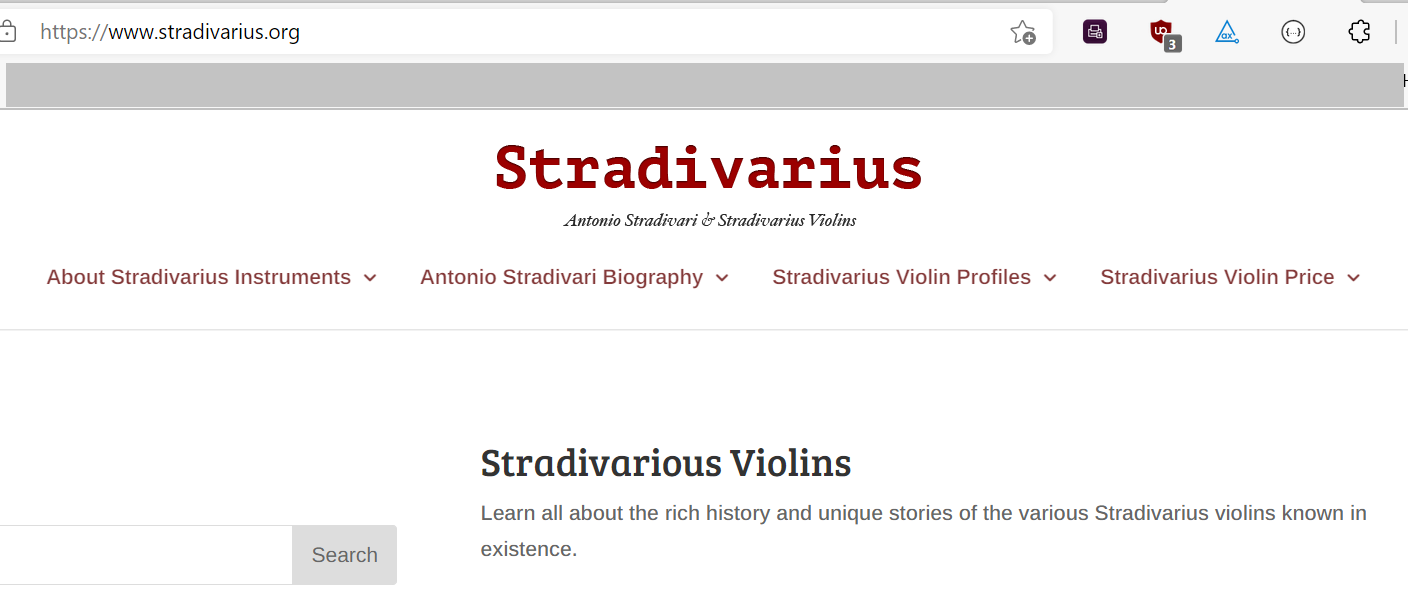 https://www.stradivarius.org
3
Stradivarius
Antonio Stradivari & Stradivarius Violins
About Stradivarius Instruments Antonio Stradivari Biography Stradivarius Violin Profiles Stradivarius Violin Price
Stradivarious Violins
Learn all about the rich history and unique stories of the various Stradivarius violins known in
existence.
Search